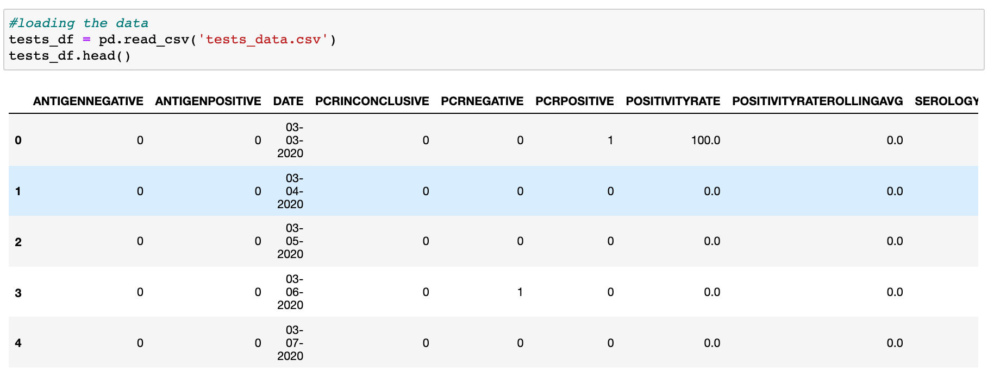 #loading the data
tests_df = pd.read_csv('tests_data.csv')
tests_df.head()
ANTIGENNEGATIVE ANTIGENPOSITIVE DATE PCRINCONCLUSIVE PCRNEGATIVE PCRPOSITIVE POSITIVITYRATE POSITIVITYRATEROLLINGAVG SEROLOGY
0 0 0 03-03-2020 0 0 1 100.0 0.0
1 0 0 03-04-2020 0 0 0 0.0 0.0
2 0 0 03-05-2020 0 0 0 0.0 0.0
3 0 0 03-06-2020 0 1 0 0.0 0.0
4 0 0 03-07-2020 0 0 0 0.0 0.0